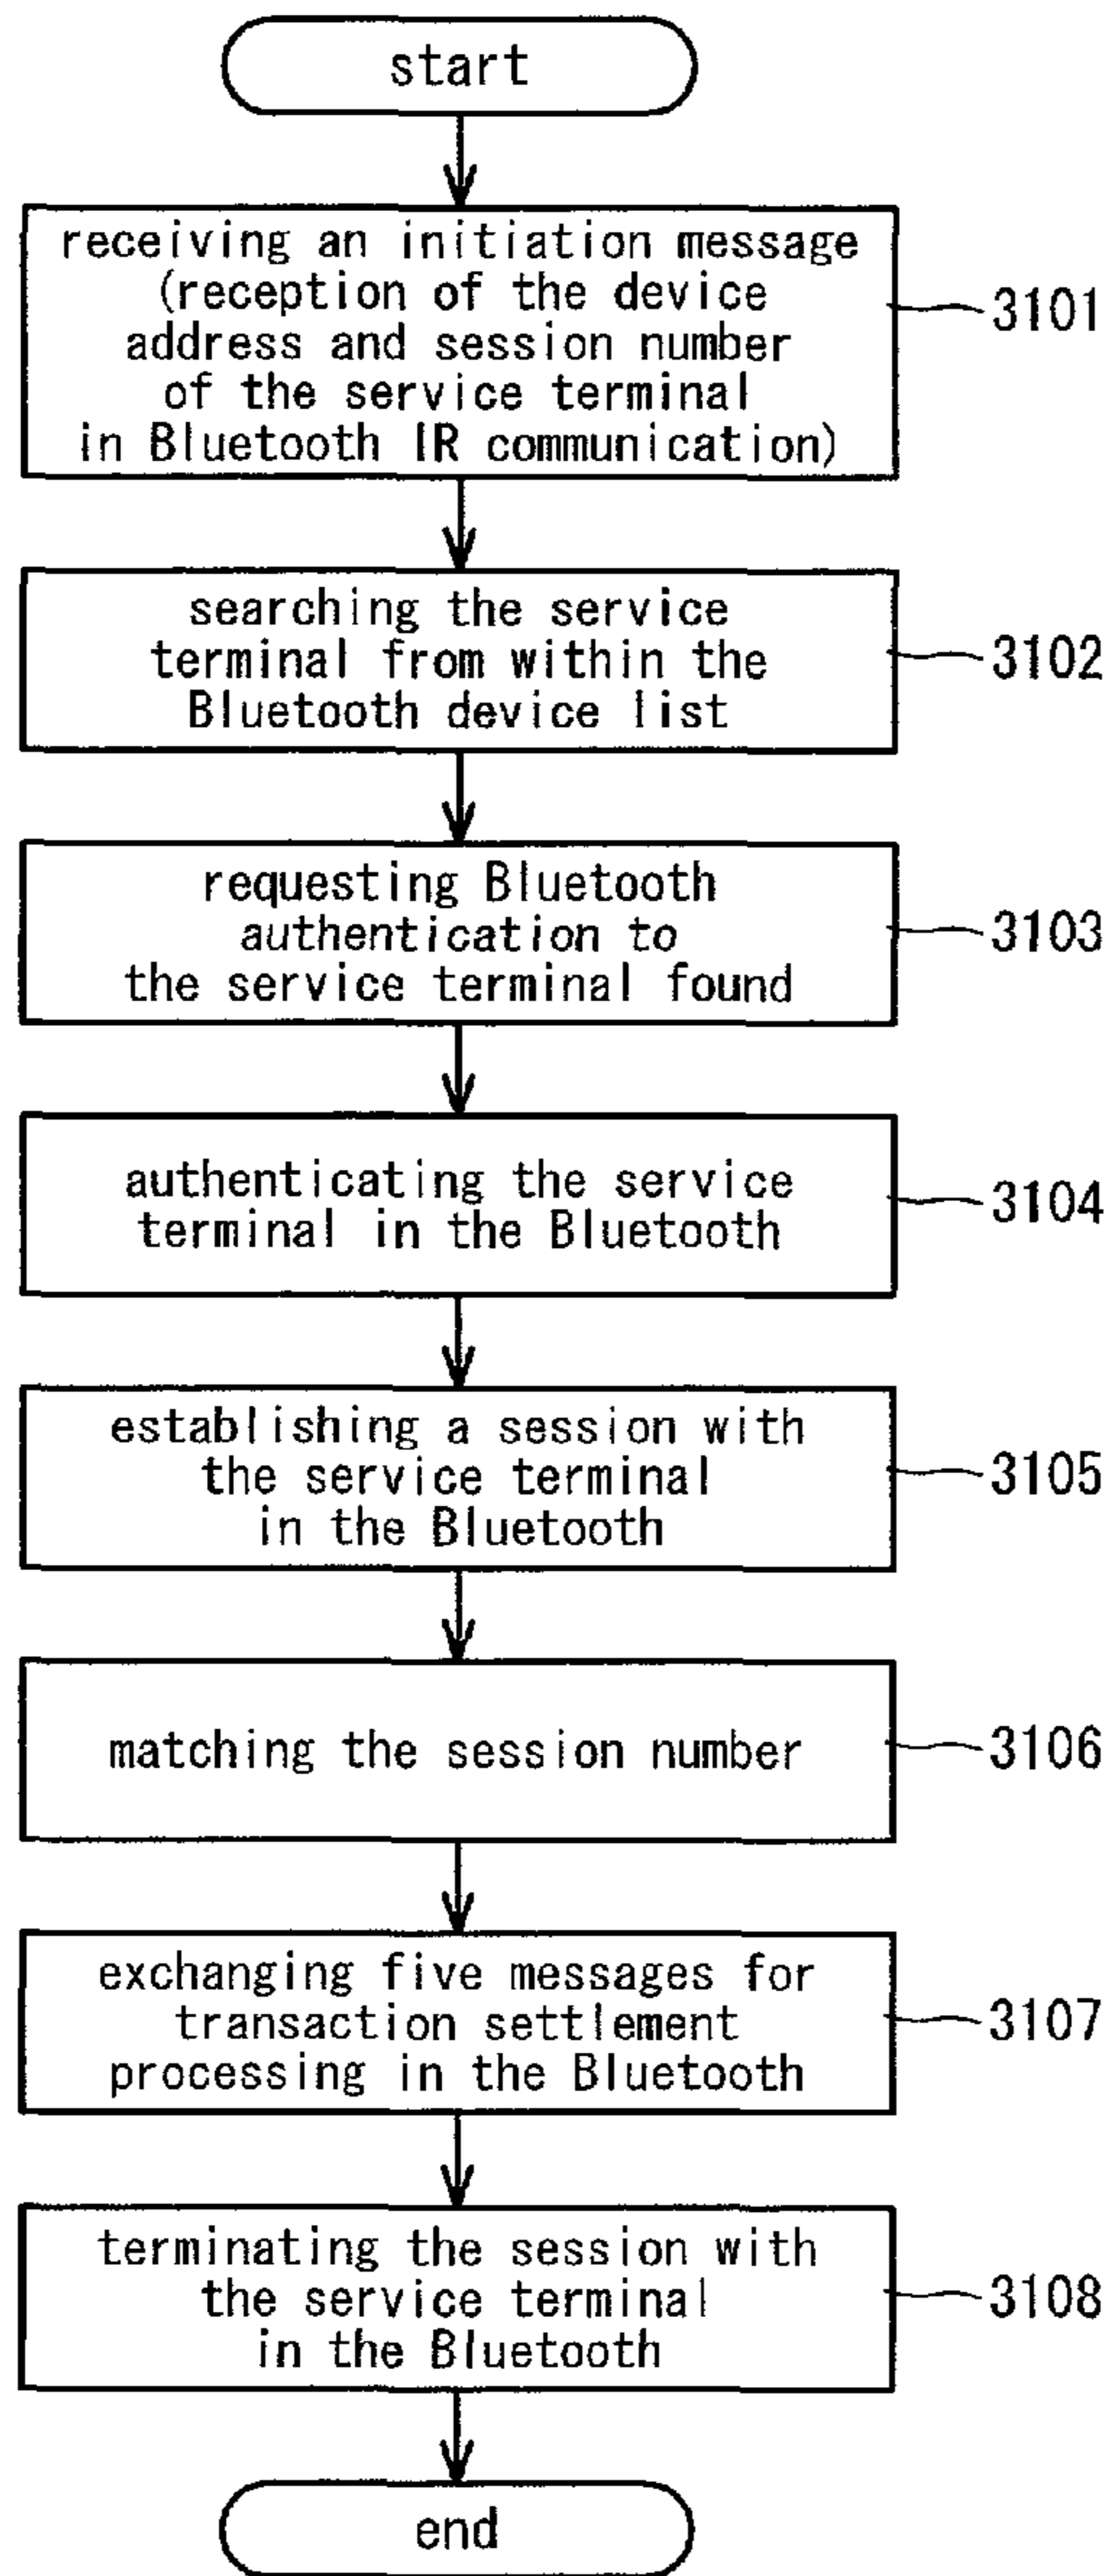 start
receiving an initiation message
(reception of the device
address and session number
of the service terminal
in Bluetooth IR communication)
3101
searching the service
terminal from within the
Bluetooth device list
3102
requesting Bluetooth
authentication to
the service terminal found
3103
authenticating the service
terminal in the Bluetooth
3104
establishing a session with
the service terminal
in the Bluetooth
3105
matching the session number
3106
exchanging five messages for
transaction settlement
processing in the Bluetooth
3107
terminating the session with
the service terminal
in the Bluetooth
3108
end